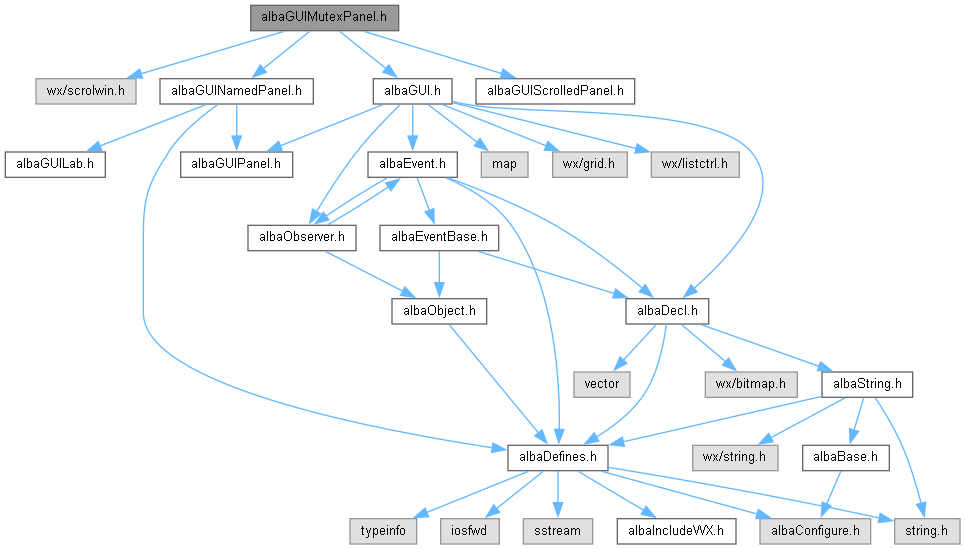 albaGUIMutexPanel.h
wx/scrolwin.h
albaGUINamedPanel.h
albaGUI.h
albaGUIScrolledPanel.h
albaGUILab.h
albaGUIPanel.h
albaEvent.h
map
wx/grid.h
wx/listctrl.h
albaObserver.h
albaEventBase.h
albaObject.h
albaDecl.h
vector
wx/bitmap.h
albaString.h
albaDefines.h
wx/string.h
albaBase.h
typeinfo
iosfwd
sstream
albaIncludeWX.h
albaConfigure.h
string.h